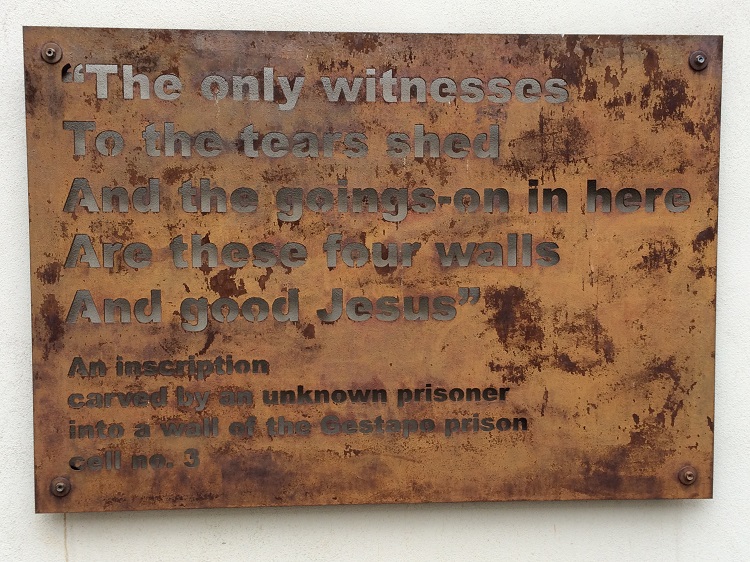 “The only witnesses
To the tears shed
And the goings-on in here
Are these four walls
And good Jesus”
An inscription
carved by an unknown prisoner
into a wall of the Gestapo prison
cell no. 3